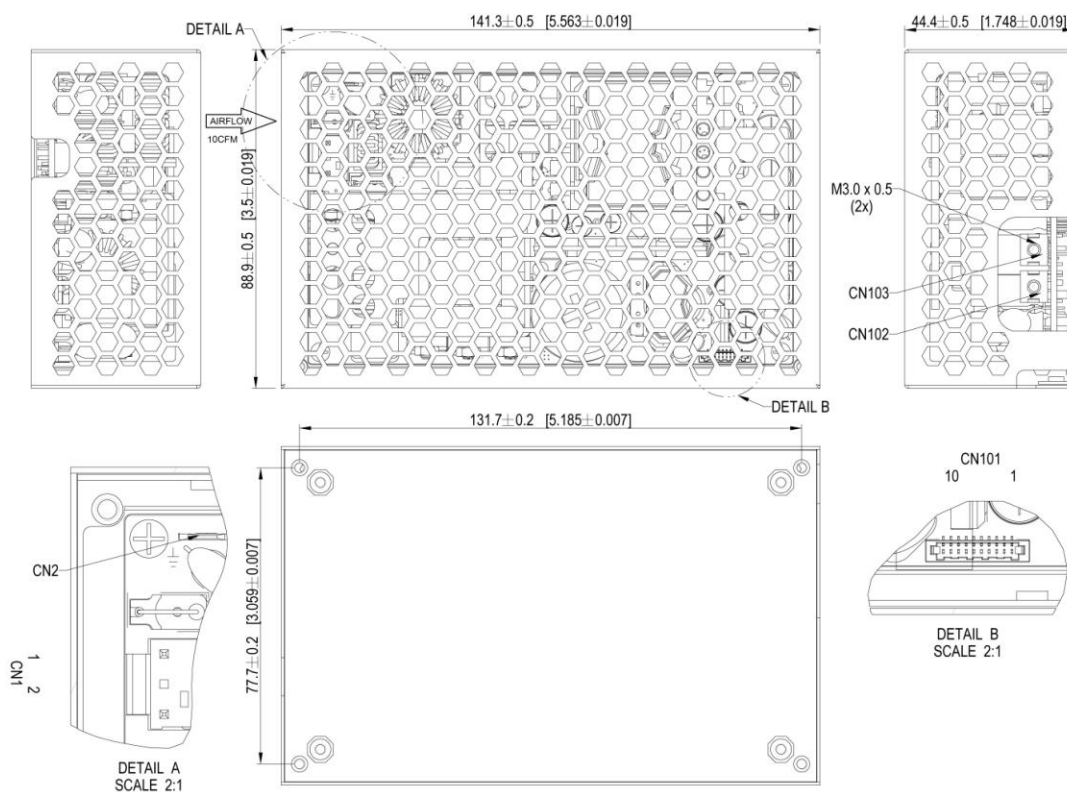 141.3±0.5 [5.563±0.019]
44.4±0.5 [1.748±0.019]
DETAIL A
AIRFLOW
10CFM
88.9±0.5 [3.5±0.019]
M3.0 x 0.5
(2x)
CN103
CN102
DETAIL B
131.7±0.2 [5.185±0.007]
CN101
10 1
CN2
77.7±0.2 [3.059±0.007]
1 2
CN1
DETAIL B
SCALE 2:1
DETAIL A
SCALE 2:1